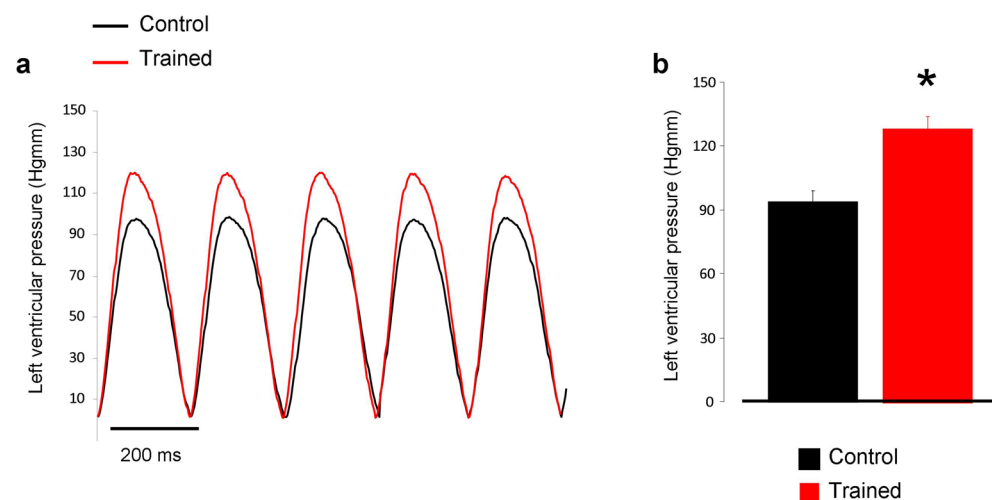 Control
Trained
a
Left ventricular pressure (Hgmm)
150
130
110
90
70
50
30
10
200 ms
b
*
Left ventricular pressure (Hgmm)
150
120
90
60
30
0
Control
Trained